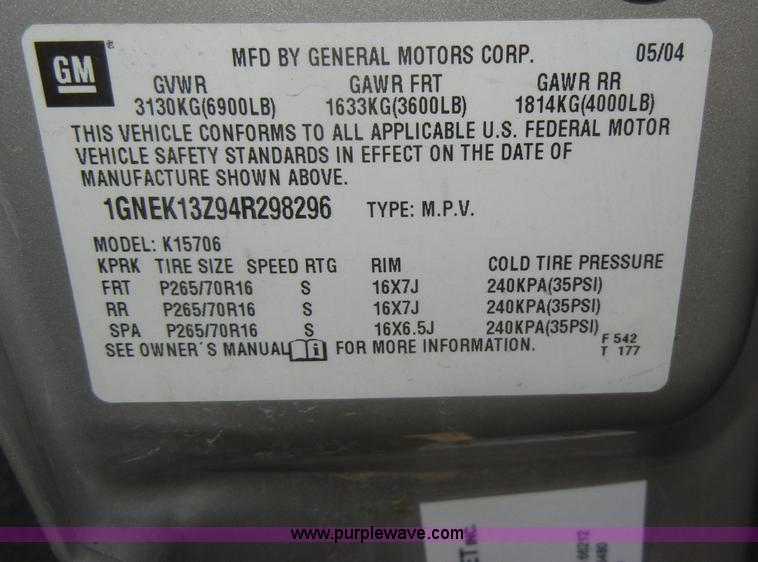 GM
MFD BY GENERAL MOTORS CORP. 05/04
GVWR GAWR FRT GAWR RR
3130KG(6900LB) 1633KG(3600LB) 1814KG(4000LB)
THIS VEHICLE CONFORMS TO ALL APPLICABLE U.S. FEDERAL MOTOR
VEHICLE SAFETY STANDARDS IN EFFECT ON THE DATE OF
MANUFACTURE SHOWN ABOVE.
1GNEK13Z94R298296 TYPE: M.P.V.
MODEL: K15706
KPRK TIRE SIZE SPEED RTG RIM COLD TIRE PRESSURE
FRT P265/70R16 S 16X7J 240KPA(35PSI)
RR P265/70R16 S 16X7J 240KPA(35PSI)
SPA P265/70R16 S 16X6.5J 240KPA(35PSI)
SEE OWNER'S MANUAL i FOR MORE INFORMATION.
F 542
T 177
www.purplewave.com
ET INC.
66212